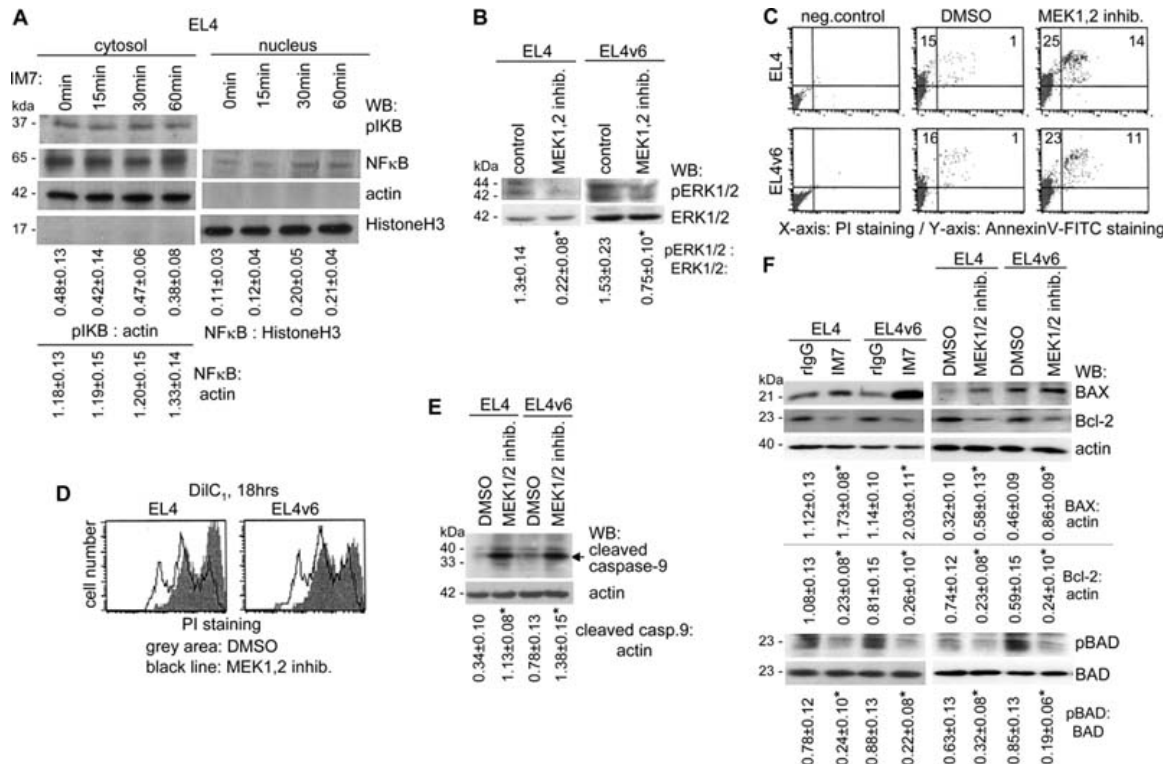 A
EL4
cytosol nucleus
IM7: 0min 15min 30min 60min 0min 15min 30min 60min WB:
kda
37 - pIKB
65 - NFκB
42 - actin
17 - HistoneH3
0.48±0.13 0.42±0.14 0.47±0.06 0.38±0.08 0.11±0.03 0.12±0.04 0.20±0.05 0.21±0.04
pIKB : actin NFκB : HistoneH3
1.18±0.13 1.19±0.15 1.20±0.15 1.33±0.14 NFκB:
actin
B
EL4 EL4v6
control MEK1,2 inhib. control MEK1,2 inhib.
kDa WB:
44 -
42 - pERK1/2
42 - ERK1/2
1.3±0.14 0.22±0.08* 1.53±0.23 0.75±0.10* pERK1/2 :
ERK1/2:
C
neg.control DMSO MEK1,2 inhib.
EL4 15 1 25 14
EL4v6 16 1 23 11
X-axis: PI staining / Y-axis: AnnexinV-FITC staining
D
DilC1, 18hrs
EL4 EL4v6
cell number
PI staining
grey area: DMSO
black line: MEK1,2 inhib.
E
EL4 EL4v6
DMSO MEK1/2 inhib. DMSO MEK1/2 inhib.
kDa WB:
40 - cleaved
33 - caspase-9
42 - actin
0.34±0.10 1.13±0.08* 0.78±0.13 1.38±0.15* cleaved casp.9:
actin
F
EL4 EL4v6 EL4 EL4v6
rIgG IM7 rIgG IM7 DMSO MEK1/2 inhib. DMSO MEK1/2 inhib.
kDa WB:
21 - BAX
23 - Bcl-2
40 - actin
1.12±0.13 1.73±0.08* 1.14±0.10 2.03±0.11* 0.32±0.10 0.58±0.13* 0.46±0.09 0.86±0.09* BAX:
actin
1.08±0.13 0.23±0.08* 0.81±0.15 0.26±0.10* 0.74±0.12 0.23±0.08* 0.59±0.15 0.24±0.10* Bcl-2:
actin
23 - pBAD
23 - BAD
0.78±0.12 0.24±0.10* 0.88±0.13 0.22±0.08* 0.63±0.13 0.32±0.08* 0.85±0.13 0.19±0.06* pBAD:
BAD